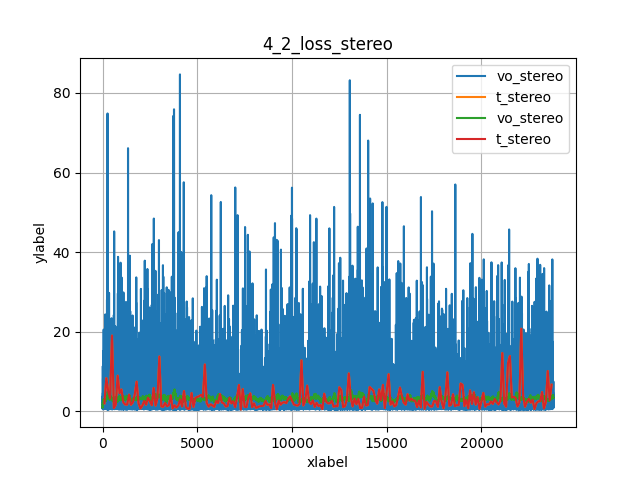 4_2_loss_stereo
vo_stereo
t_stereo
vo_stereo
t_stereo
80
60
40
20
0
ylabel
0 5000 10000 15000 20000
xlabel